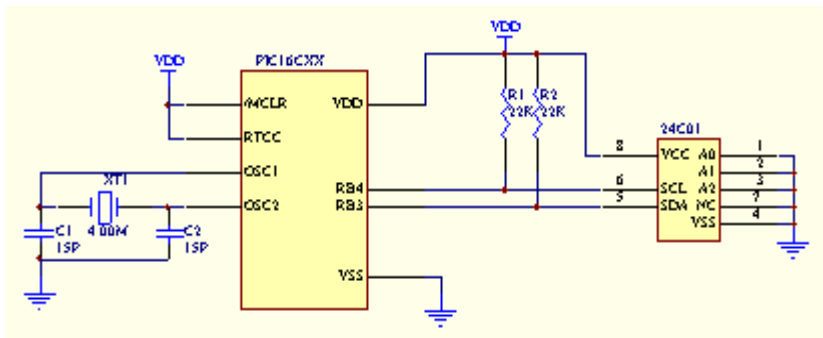 VDD
VDD
PIC16CXX
/MCLR
VDD
RTCC
OSC1
OSC2
RB4
RB3
VSS
XT1
4.00M
C1
15P
C2
15P
R1
22K
R2
22K
24C01
8
VCC
A0
1
A1
2
6
SCL
A2
3
5
SDA
NC
7
VSS
4